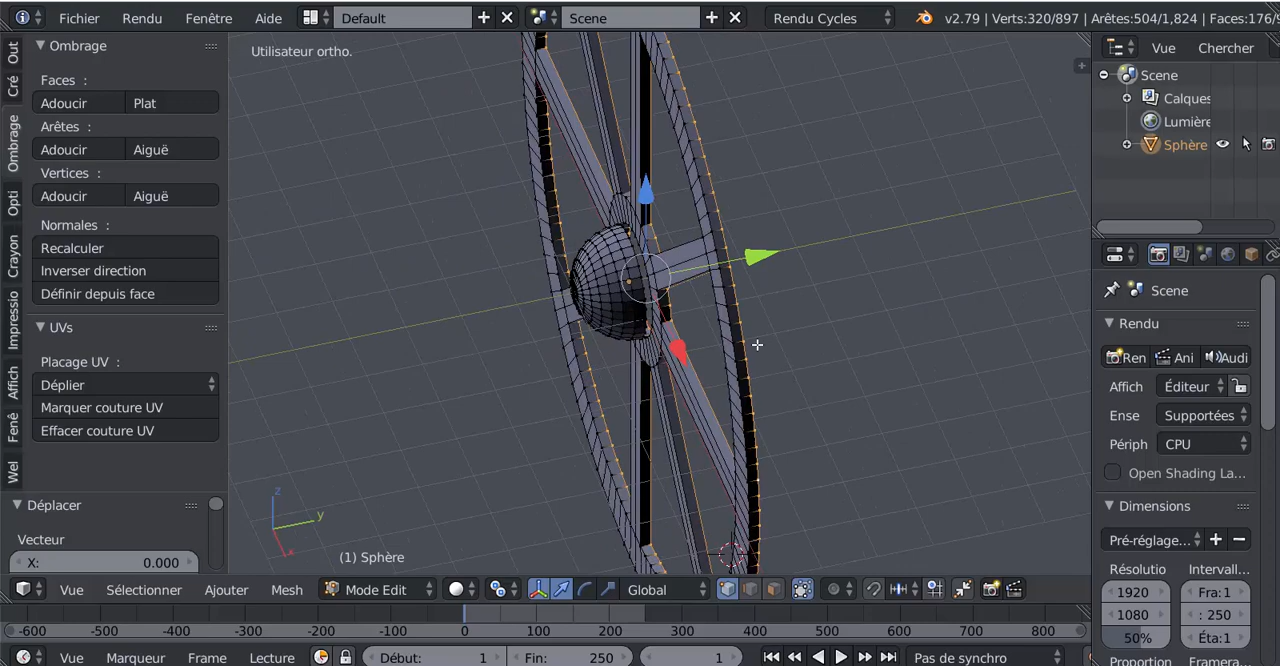 Fichier Rendu Fenêtre Aide Default Scene Rendu Cycles v2.79 | Verts:320/897 | Arêtes:504/1,824 | Faces:176/9
Out
Cré
Ombrage
Opti
Crayon
Impressio
Affich
Fenê
Wel
Ombrage
Faces :
Adoucir Plat
Arêtes :
Adoucir Aiguë
Vertices :
Adoucir Aiguë
Normales :
Recalculer
Inverser direction
Définir depuis face
UVs
Placage UV :
Déplier
Marquer couture UV
Effacer couture UV
Déplacer
Vecteur
X: 0.000
Utilisateur ortho.
z
y
x
(1) Sphère
Vue Sélectionner Ajouter Mesh Mode Edit Global
-600 -500 -400 -300 -200 -100 0 100 200 300 400 500 600 700 800
Vue Marqueur Frame Lecture Début: 1 Fin: 250 1 Pas de synchro
Vue Chercher
Scene
Calques
Lumière
Sphère
Scene
Rendu
Ren Ani Audi
Affich Éditeur
Ense Supportées
Périph CPU
Open Shading La...
Dimensions
Pré-réglage...
Résolutio Intervall...
1920 Fra:1
1080 : 250
50% Éta:1
Proportion